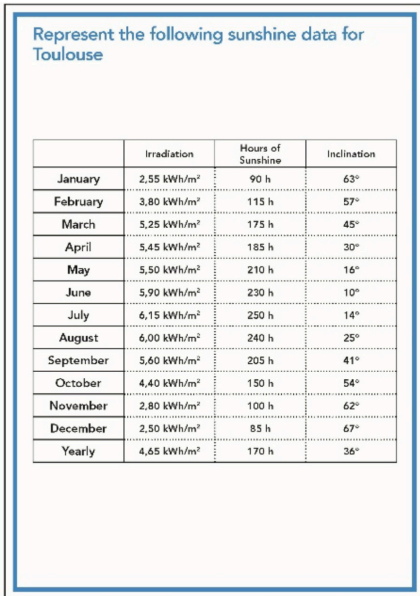 Represent the following sunshine data for
Toulouse
Irradiation Hours of Sunshine Inclination
January 2,55 kWh/m² 90 h 63°
February 3,80 kWh/m² 115 h 57°
March 5,25 kWh/m² 175 h 45°
April 5,45 kWh/m² 185 h 30°
May 5,50 kWh/m² 210 h 16°
June 5,90 kWh/m² 230 h 10°
July 6,15 kWh/m² 250 h 14°
August 6,00 kWh/m² 240 h 25°
September 5,60 kWh/m² 205 h 41°
October 4,40 kWh/m² 150 h 54°
November 2,80 kWh/m² 100 h 62°
December 2,50 kWh/m² 85 h 67°
Yearly 4,65 kWh/m² 170 h 36°